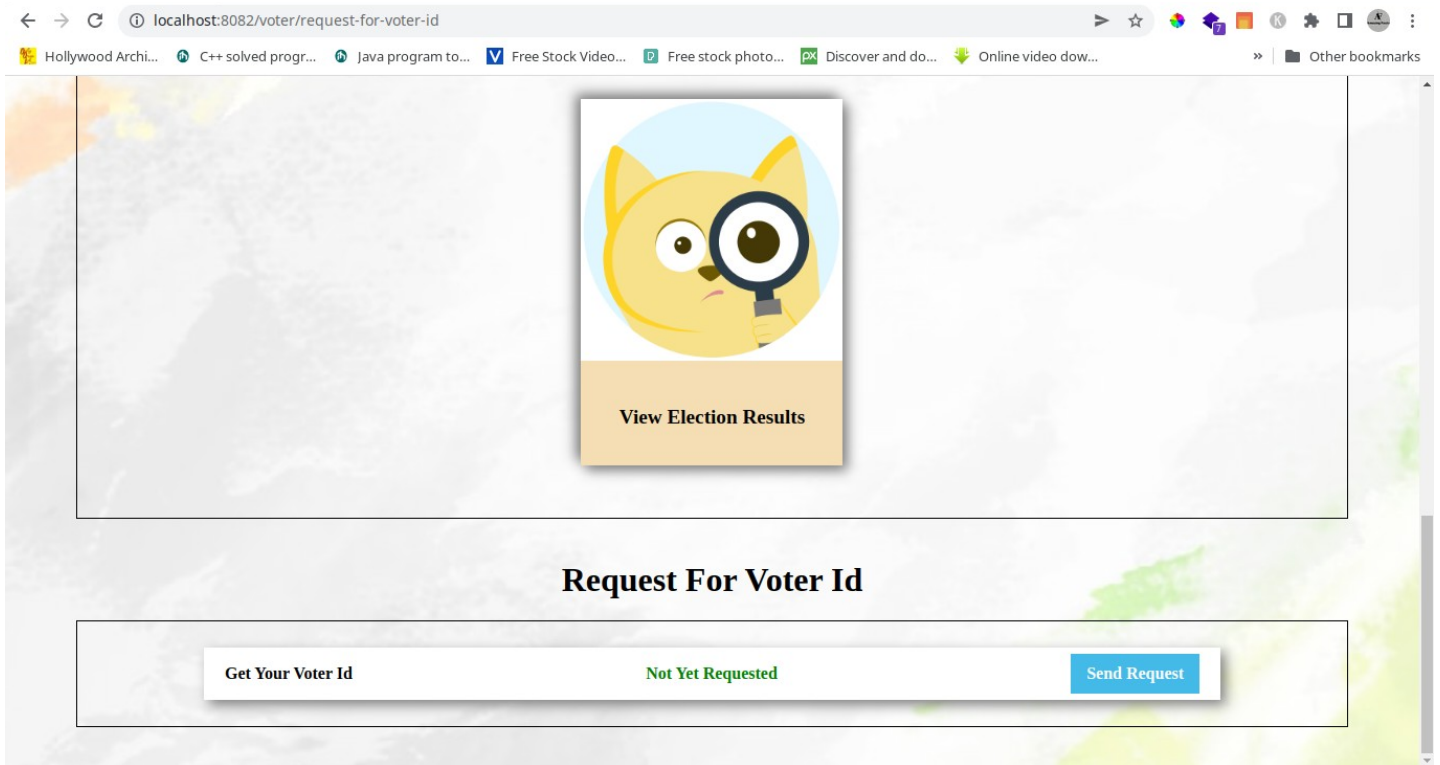 localhost:8082/voter/request-for-voter-id
7 K
Hollywood Archi... C++ solved progr... Java program to... Free Stock Video... Free stock photo... Discover and do... Online video dow... » Other bookmarks
View Election Results
Request For Voter Id
Get Your Voter Id Not Yet Requested Send Request